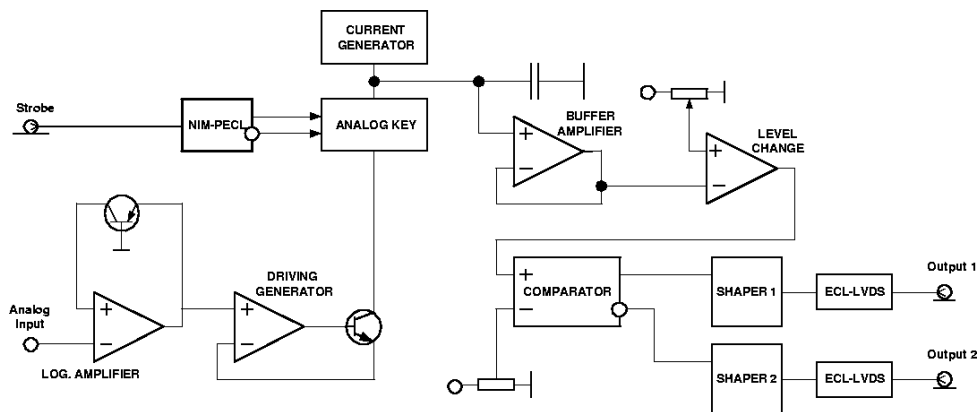 CURRENT
GENERATOR
Strobe
NIM-PECL
ANALOG KEY
BUFFER
AMPLIFIER
LEVEL
CHANGE
+
−
+
−
DRIVING
GENERATOR
Analog
Input
+
−
LOG. AMPLIFIER
+
−
+
COMPARATOR
−
SHAPER 1
ECL-LVDS
Output 1
SHAPER 2
ECL-LVDS
Output 2